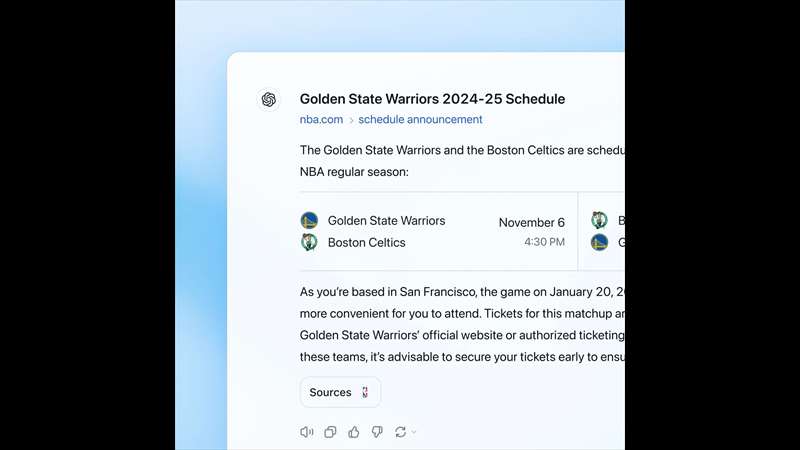 Golden State Warriors 2024-25 Schedule
nba.com > schedule announcement
The Golden State Warriors and the Boston Celtics are schedu
NBA regular season:
Golden State Warriors
November 6
Boston Celtics
4:30 PM
B
G
As you're based in San Francisco, the game on January 20, 20
more convenient for you to attend. Tickets for this matchup ar
Golden State Warriors' official website or authorized ticketing
these teams, it's advisable to secure your tickets early to ensu
Sources